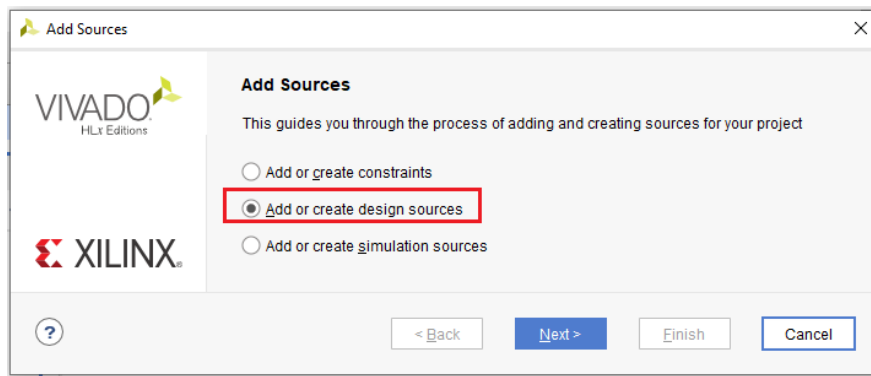 Add Sources
VIVADO
HLx Editions
XILINX
Add Sources
This guides you through the process of adding and creating sources for your project
Add or create constraints
Add or create design sources
Add or create simulation sources
?
< Back
Next >
Finish
Cancel